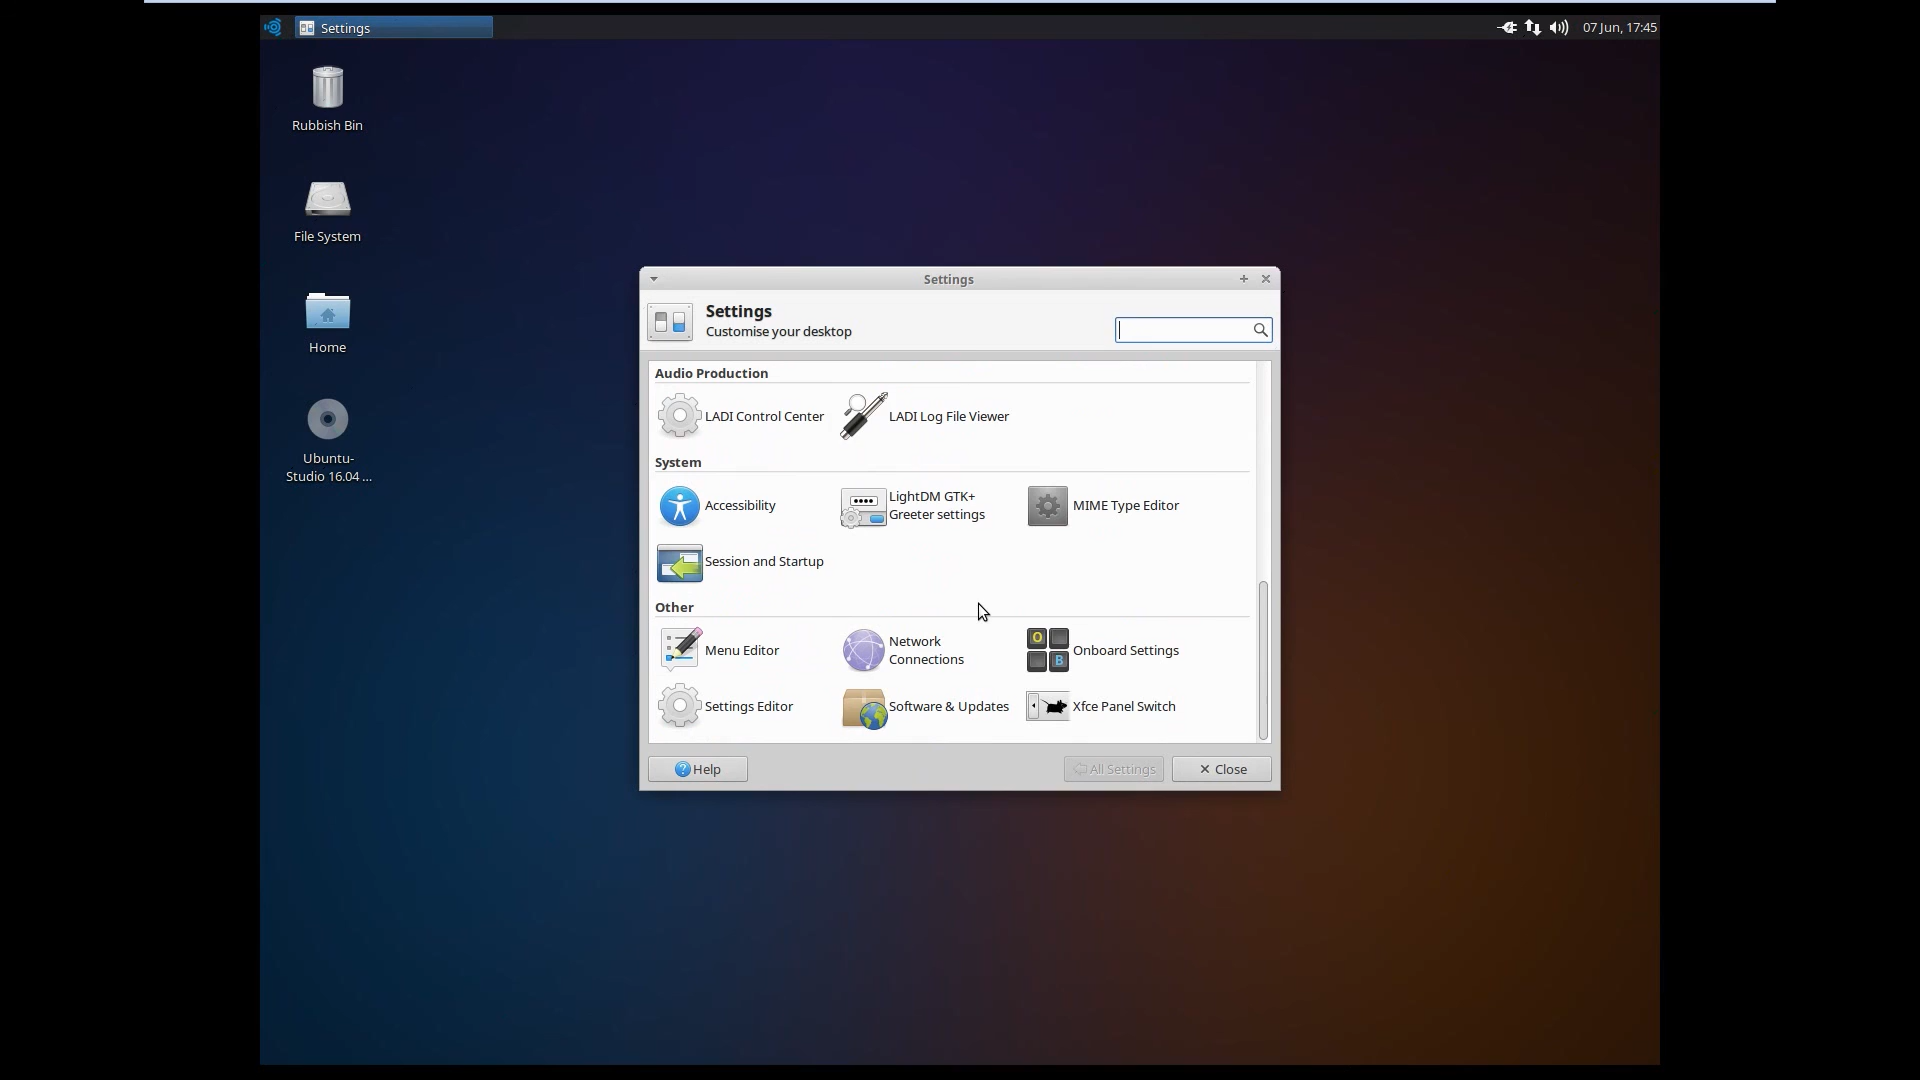 Settings
07 Jun, 17:45
Rubbish Bin
File System
Home
Ubuntu-
Studio 16.04 ...
Settings
Settings
Customise your desktop
Audio Production
LADI Control Center
LADI Log File Viewer
System
Accessibility
LightDM GTK+
Greeter settings
MIME Type Editor
Session and Startup
Other
Menu Editor
Network
Connections
Onboard Settings
Settings Editor
Software & Updates
Xfce Panel Switch
Help
All Settings
Close